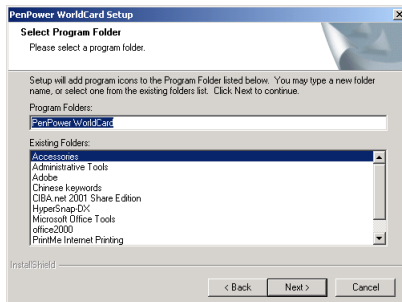 PenPower WorldCard Setup
Select Program Folder
Please select a program folder.
Setup will add program icons to the Program Folder listed below. You may type a new folder
name, or select one from the existing folders list. Click Next to continue.
Program Folders:
PenPower WorldCard
Existing Folders:
Accessories
Administrative Tools
Adobe
Chinese keywords
CIBA.net 2001 Share Edition
HyperSnap-DX
Microsoft Office Tools
office2000
PrintMe Internet Printing
InstallShield
< Back Next > Cancel